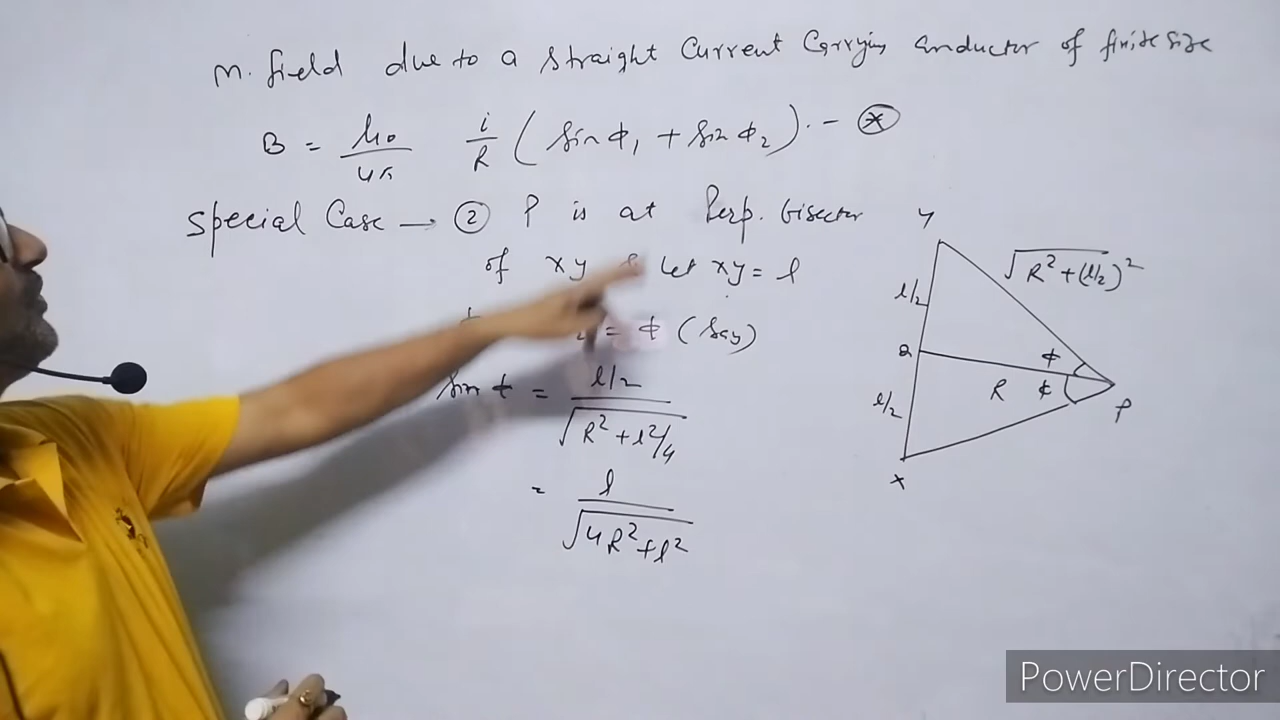 M. field due to a straight Current Carrying Conductor of finite size
B = μ₀/4π i/R (sin ϕ₁ + sin ϕ₂) · - ⊛
Special Case → ② P is at Perp. bisector
of xy & let xy = l
= ϕ (say)
sin ϕ = l/2 / √(R² + l²/4)
= l / √(4R² + l²)
Y
√(R² + (l/2)²)
l/2
a
ϕ
R
ϕ
l/2
P
X
PowerDirector